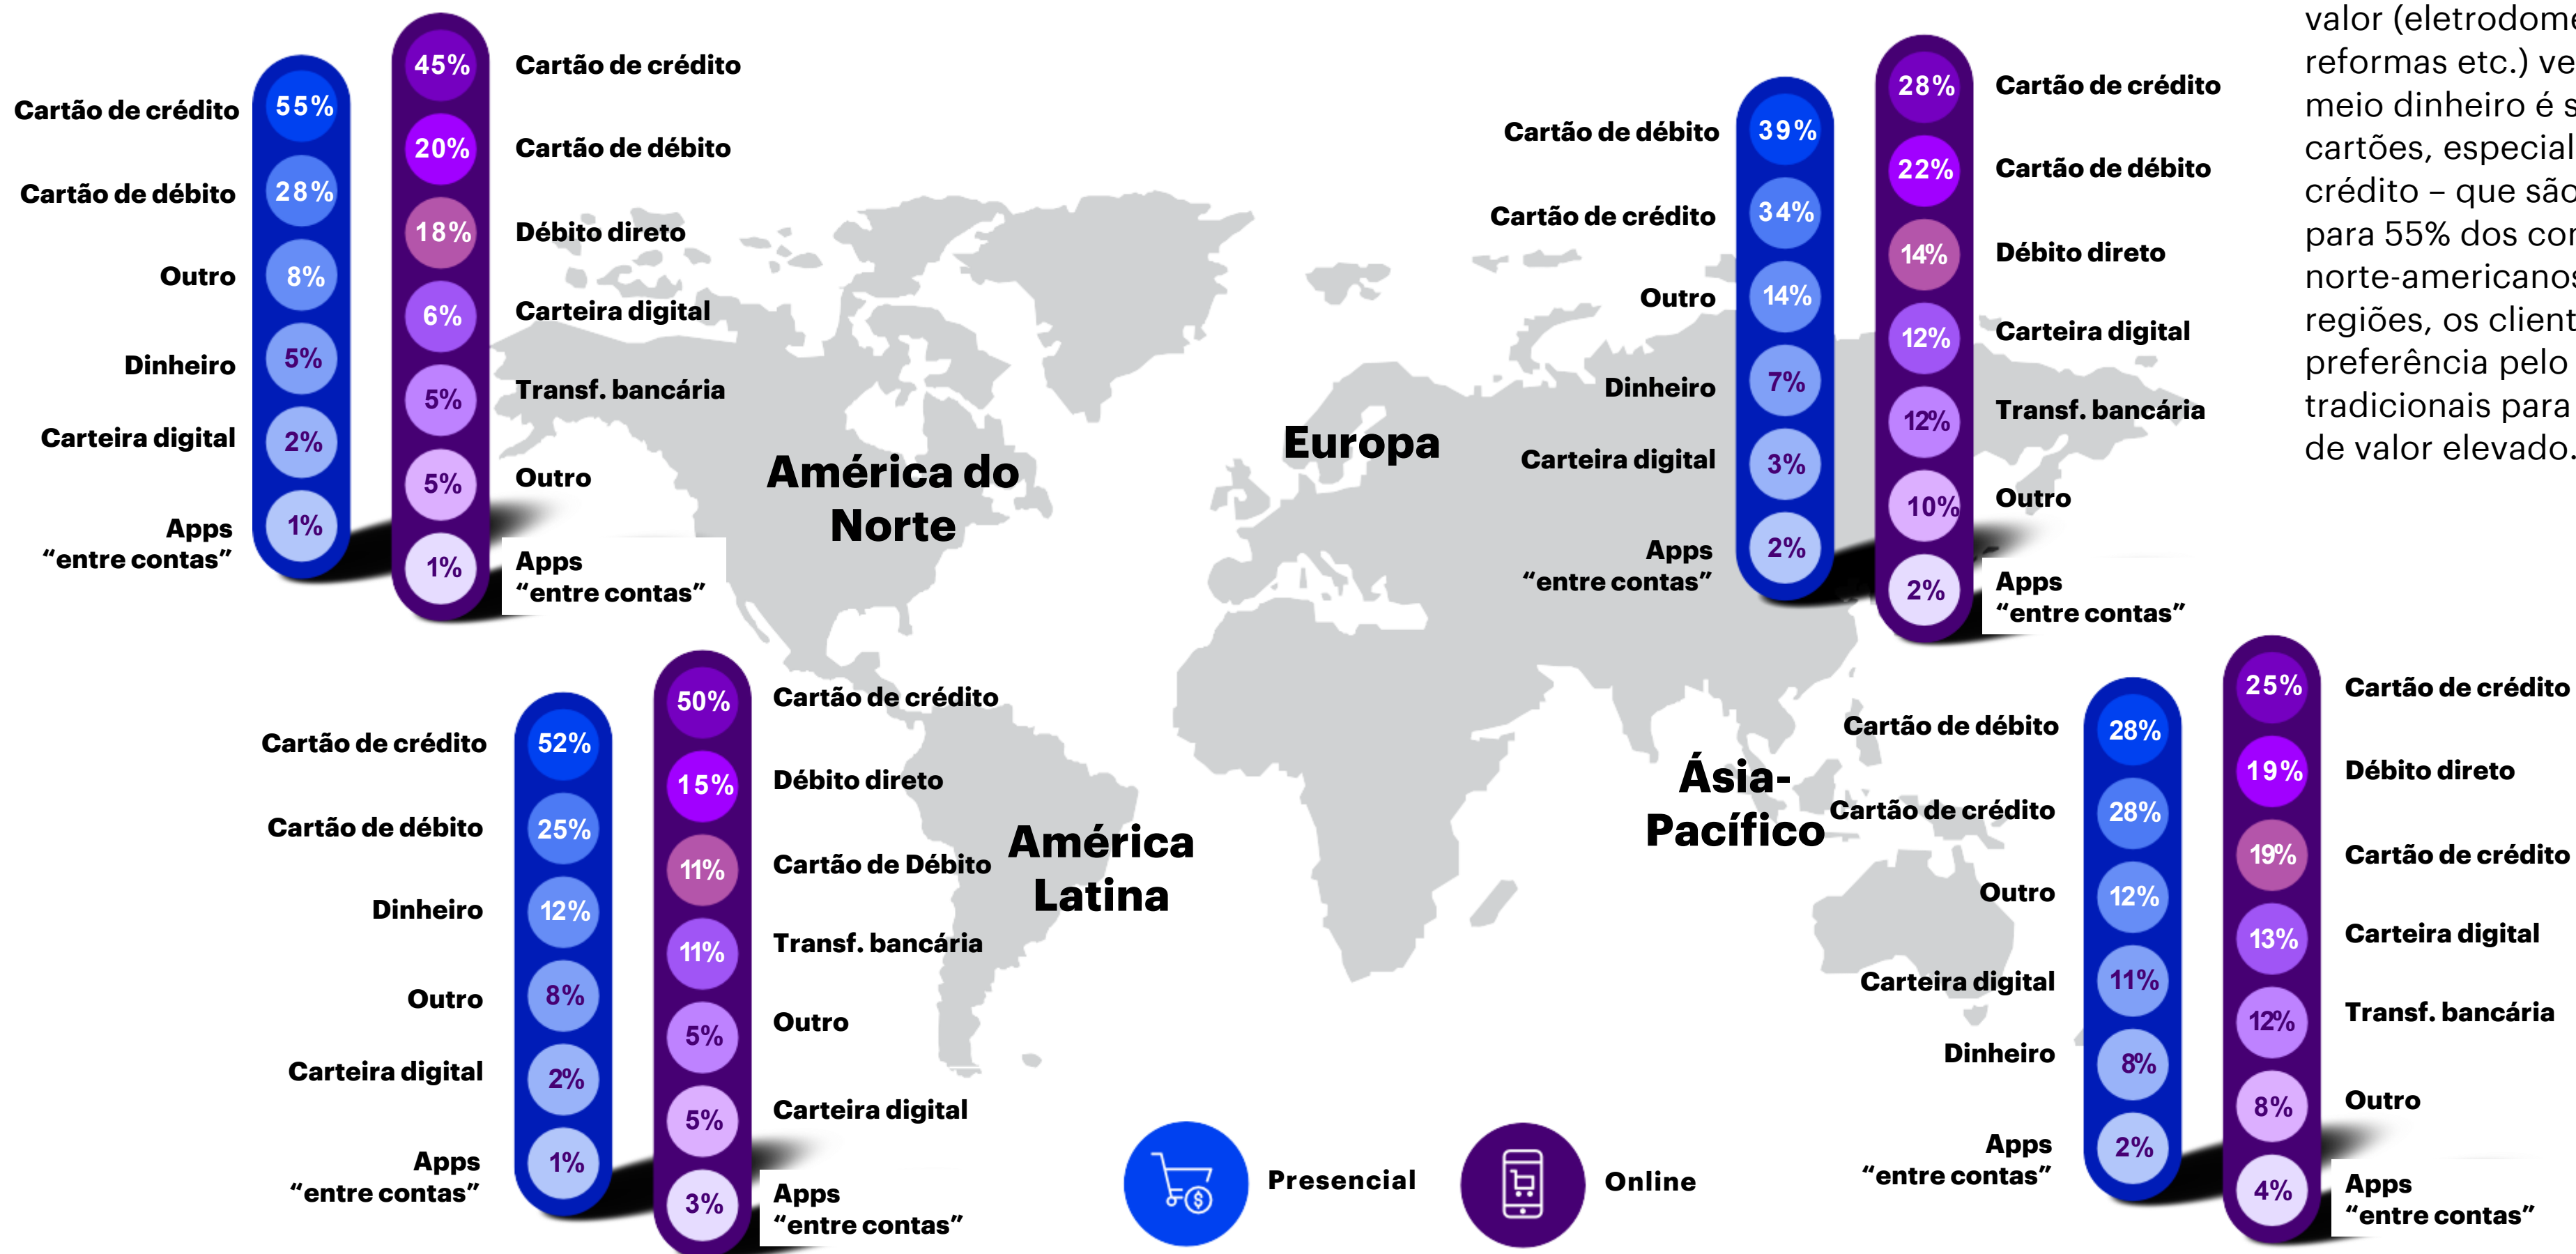 Cartão de crédito 55%
Cartão de débito 28%
Outro 8%
Dinheiro 5%
Carteira digital 2%
Apps
“entre contas” 1%
45% Cartão de crédito
20% Cartão de débito
18% Débito direto
6% Carteira digital
5% Transf. bancária
5% Outro
1% Apps
“entre contas”
América do
Norte
Europa
Cartão de débito 39%
Cartão de crédito 34%
Outro 14%
Dinheiro 7%
Carteira digital 3%
Apps
“entre contas” 2%
28% Cartão de crédito
22% Cartão de débito
14% Débito direto
12% Carteira digital
12% Transf. bancária
10% Outro
2% Apps
“entre contas”
valor (eletrodome
reformas etc.) ve
meio dinheiro é s
cartões, especial
crédito – que são
para 55% dos con
norte-americanos
regiões, os client
preferência pelo
tradicionais para
de valor elevado.
Cartão de crédito 52%
Cartão de débito 25%
Dinheiro 12%
Outro 8%
Carteira digital 2%
Apps
“entre contas” 1%
50% Cartão de crédito
15% Débito direto
11% Cartão de Débito
11% Transf. bancária
5% Outro
5% Carteira digital
3% Apps
“entre contas”
América
Latina
Ásia-
Pacífico
Cartão de débito 28%
Cartão de crédito 28%
Outro 12%
Carteira digital 11%
Dinheiro 8%
Apps
“entre contas” 2%
25% Cartão de crédito
19% Débito direto
19% Cartão de crédito
13% Carteira digital
12% Transf. bancária
8% Outro
4% Apps
“entre contas”
Presencial
Online